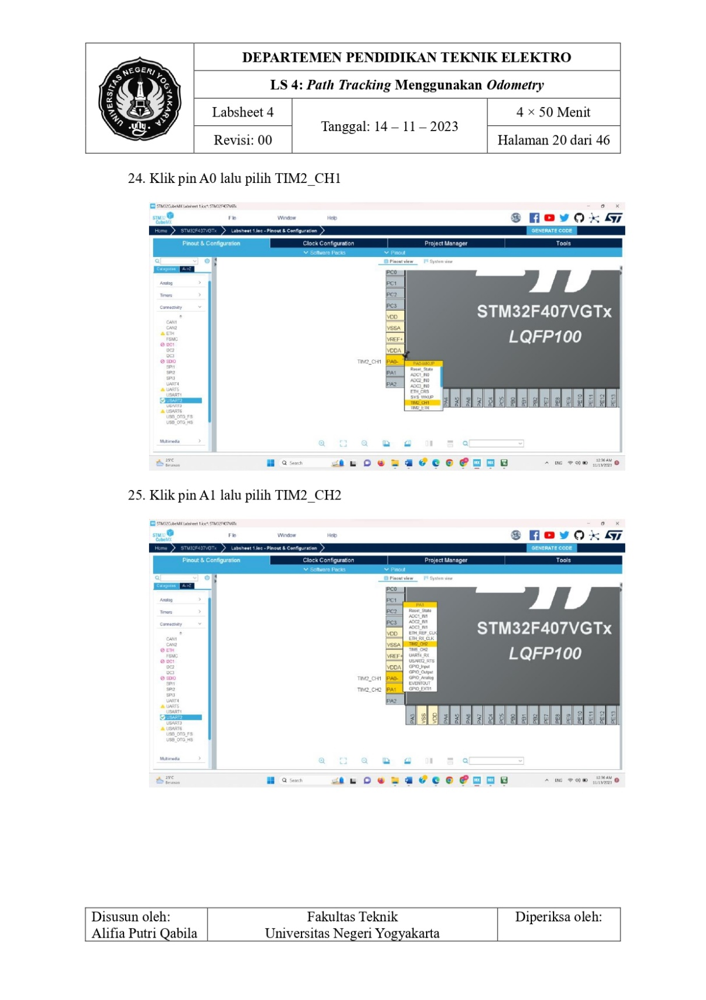 UNIVERSITAS NEGERI YOGYAKARTA
uny
DEPARTEMEN PENDIDIKAN TEKNIK ELEKTRO
LS 4: Path Tracking Menggunakan Odometry
Labsheet 4
Tanggal: 14 – 11 – 2023
4 × 50 Menit
Revisi: 00
Halaman 20 dari 46
24. Klik pin A0 lalu pilih TIM2_CH1
STM32CubeMX Labsheet 1.ioc*: STM32F407VGTx
STM32
CubeMX
File
Window
Help
Home
STM32F407VGTx
Labsheet 1.ioc - Pinout & Configuration
GENERATE CODE
Pinout & Configuration
Clock Configuration
Project Manager
Tools
Software Packs
Pinout
Pinout view
System view
Categories
A->Z
Analog
Timers
Connectivity
CAN1
CAN2
ETH
FSMC
I2C1
I2C2
I2C3
SDIO
SPI1
SPI2
SPI3
UART4
UART5
USART1
USART2
USART3
USART6
USB_OTG_FS
USB_OTG_HS
Multimedia
PC0
PC1
PC2
PC3
VDD
VSSA
VREF+
VDDA
TIM2_CH1
PA0-
PA1
PA2
PA0-WKUP
Reset_State
ADC1_IN0
ADC2_IN0
ADC3_IN0
ETH_CRS
SYS_WKUP
TIM2_CH1
TIM2_ETR
STM32F407VGTx
LQFP100
PA4
PA5
PA6
PA7
PC4
PC5
PB0
PB1
PB2
PE7
PE8
PE9
PE10
PE11
PE12
PE13
25°C
Berawan
Search
ENG
12:36 AM
11/13/2023
25. Klik pin A1 lalu pilih TIM2_CH2
STM32CubeMX Labsheet 1.ioc*: STM32F407VGTx
STM32
CubeMX
File
Window
Help
Home
STM32F407VGTx
Labsheet 1.ioc - Pinout & Configuration
GENERATE CODE
Pinout & Configuration
Clock Configuration
Project Manager
Tools
Software Packs
Pinout
Pinout view
System view
Categories
A->Z
Analog
Timers
Connectivity
CAN1
CAN2
ETH
FSMC
I2C1
I2C2
I2C3
SDIO
SPI1
SPI2
SPI3
UART4
UART5
USART1
USART2
USART3
USART6
USB_OTG_FS
USB_OTG_HS
Multimedia
PC0
PC1
PC2
PC3
VDD
VSSA
VREF+
VDDA
TIM2_CH1
PA0-
TIM2_CH2
PA1
PA2
PA1
Reset_State
ADC1_IN1
ADC2_IN1
ADC3_IN1
ETH_REF_CLK
ETH_RX_CLK
TIM2_CH2
TIM5_CH2
UART4_RX
USART2_RTS
GPIO_Input
GPIO_Output
GPIO_Analog
EVENTOUT
GPIO_EXTI1
STM32F407VGTx
LQFP100
PA3
VSS
VDD
PA4
PA5
PA6
PA7
PC4
PC5
PB0
PB1
PB2
PE7
PE8
PE9
PE10
PE11
PE12
PE13
25°C
Berawan
Search
ENG
12:36 AM
11/13/2023
Disusun oleh:
Alifia Putri Qabila
Fakultas Teknik
Universitas Negeri Yogyakarta
Diperiksa oleh: